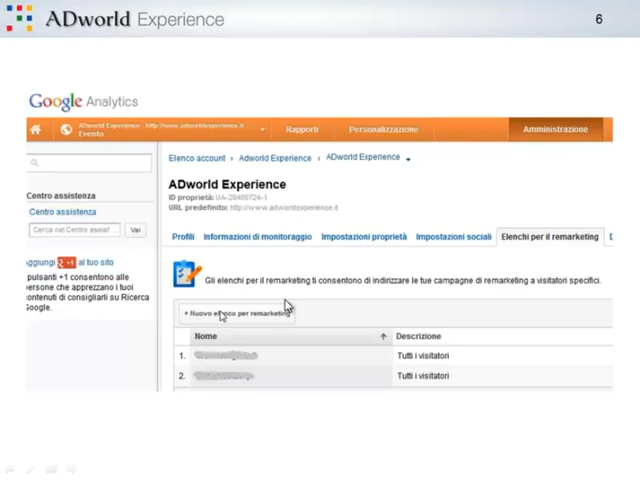 ADworld Experience
6
Google Analytics
ADworld Experience - http://www.adworldexperience.it
Evento
Rapporti
Personalizzazione
Amministrazione
Elenco account › Adworld Experience › ADworld Experience
ADworld Experience
ID proprietà: UA-28400724-1
URL predefinito: http://www.adworldexperience.it
Centro assistenza
Centro assistenza
Cerca nel Centro assist...
Vai
Profili
Informazioni di monitoraggio
Impostazioni proprietà
Impostazioni sociali
Elenchi per il remarketing
D
Aggiungi +1 al tuo sito
pulsanti +1 consentono alle
persone che apprezzano i tuoi
contenuti di consigliarli su Ricerca
Google.
Gli elenchi per il remarketing ti consentono di indirizzare le tue campagne di remarketing a visitatori specifici.
+ Nuovo elenco per remarketing
Nome
Descrizione
1.
Tutti i visitatori
2.
Tutti i visitatori